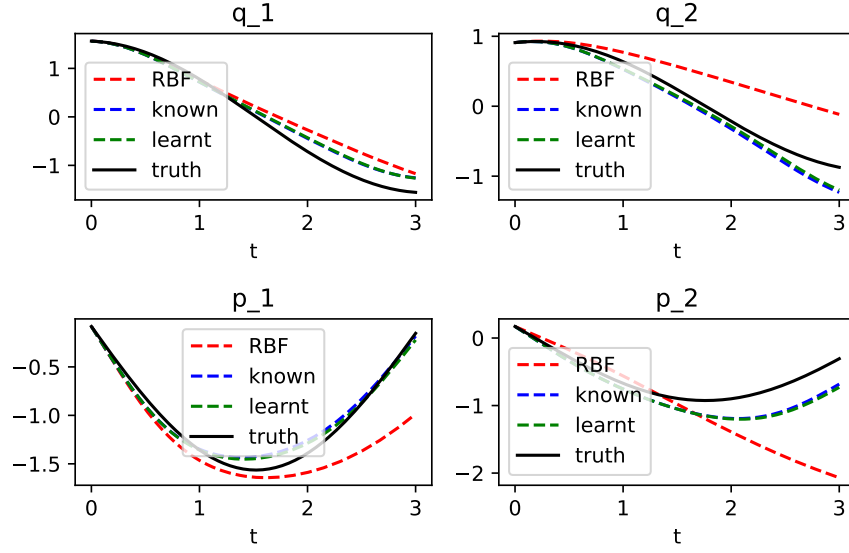 q_1
1
0
−1
RBF
known
learnt
truth
0 1 2 3
t
q_2
1
0
−1
RBF
known
learnt
truth
0 1 2 3
t
p_1
−0.5
−1.0
−1.5
RBF
known
learnt
truth
0 1 2 3
t
p_2
0
−1
−2
RBF
known
learnt
truth
0 1 2 3
t